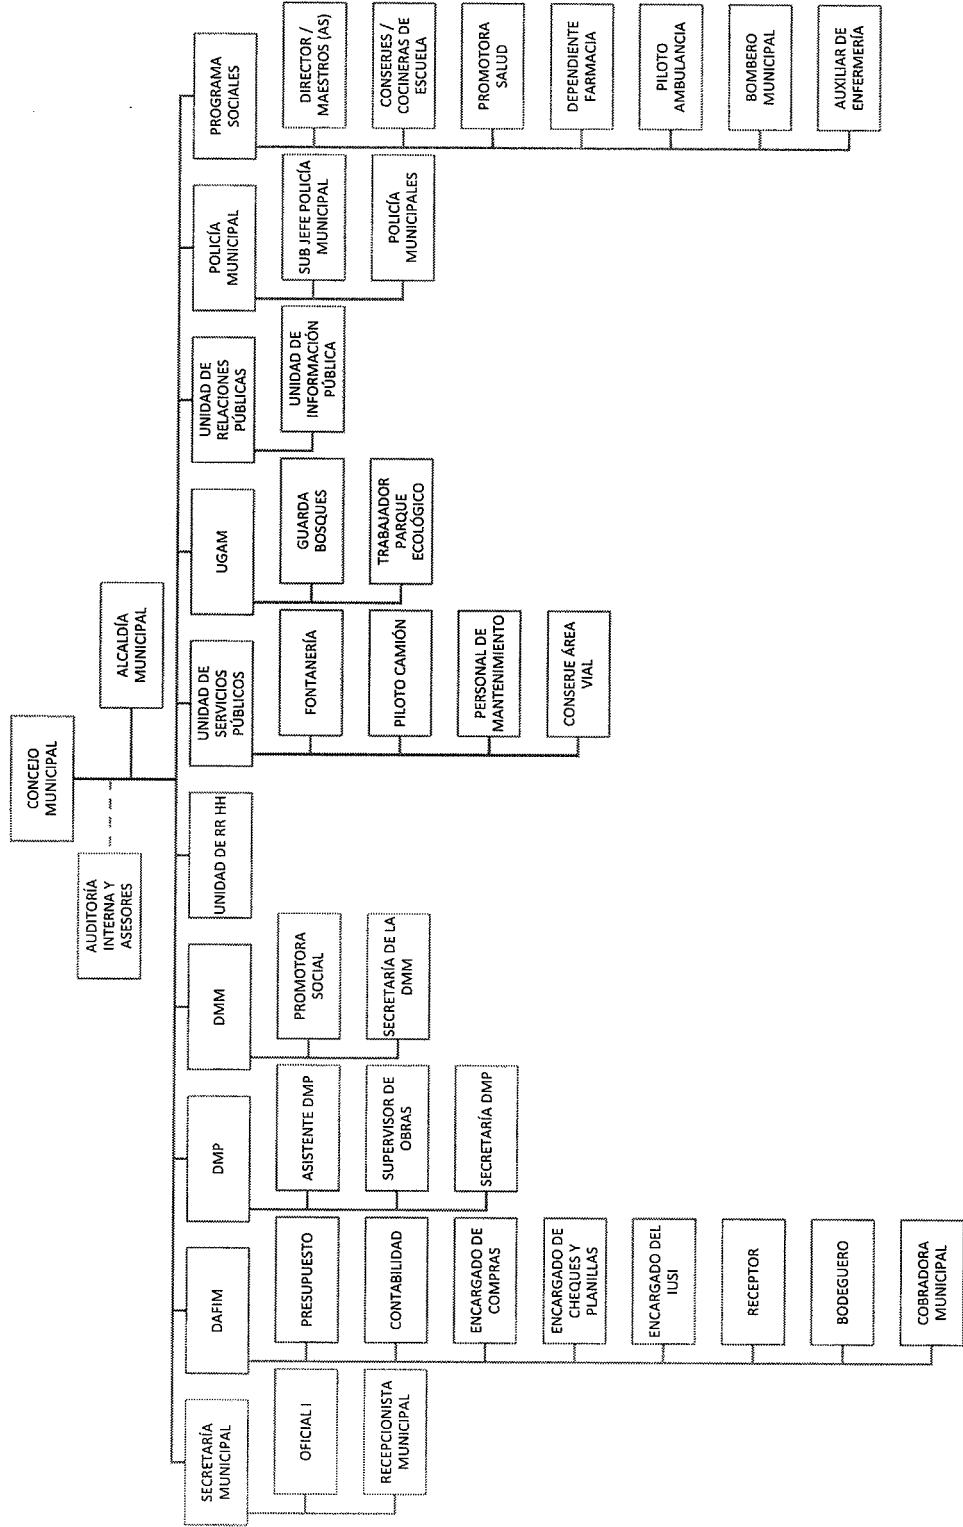 CONCEJO
MUNICIPAL
AUDITORÍA
INTERNA Y
ASESORES
ALCALDÍA
MUNICIPAL
SECRETARÍA
MUNICIPAL
OFICIAL I
RECEPCIONISTA
MUNICIPAL
DAFIM
PRESUPUESTO
CONTABILIDAD
ENCARGADO DE
COMPRAS
ENCARGADO DE
CHEQUES Y
PLANILLAS
ENCARGADO DEL
IUSI
RECEPTOR
BODEGUERO
COBRADORA
MUNICIPAL
DMP
ASISTENTE DMP
SUPERVISOR DE
OBRAS
SECRETARÍA DMP
DMM
PROMOTORA
SOCIAL
SECRETARÍA DE LA
DMM
UNIDAD DE RR HH
UNIDAD DE
SERVICIOS
PÚBLICOS
FONTANERÍA
PILOTO CAMIÓN
PERSONAL DE
MANTENIMIENTO
CONSERJE ÁREA
VIAL
UGAM
GUARDA
BOSQUES
TRABAJADOR
PARQUE
ECOLÓGICO
UNIDAD DE
RELACIONES
PÚBLICAS
UNIDAD DE
INFORMACIÓN
PÚBLICA
POLICÍA
MUNICIPAL
SUB JEFE POLICÍA
MUNICIPAL
POLICÍA
MUNICIPALES
PROGRAMA
SOCIALES
DIRECTOR /
MAESTROS (AS)
CONSERJES /
COCINERAS DE
ESCUELA
PROMOTORA
SALUD
DEPENDIENTE
FARMACIA
PILOTO
AMBULANCIA
BOMBERO
MUNICIPAL
AUXILIAR DE
ENFERMERÍA